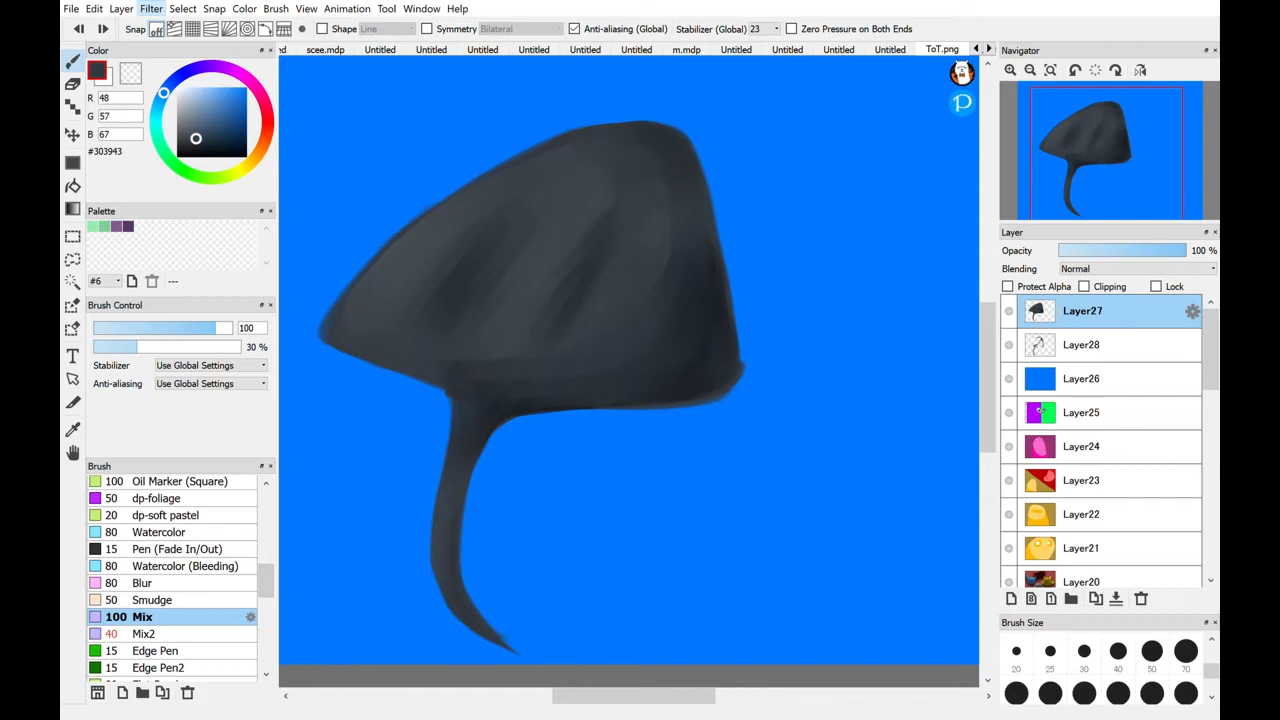 File Edit Layer Filter Select Snap Color Brush View Animation Tool Window Help
Snap off Shape Line Symmetry Bilateral Anti-aliasing (Global) Stabilizer (Global) 23 Zero Pressure on Both Ends
Color
scee.mdp Untitled Untitled Untitled Untitled Untitled m.mdp Untitled Untitled Untitled Untitled ToT.png
Navigator
R 48
G 57
B 67
#303943
Palette
#6 ---
Brush Control
100
30 %
Stabilizer Use Global Settings
Anti-aliasing Use Global Settings
Brush
100 Oil Marker (Square)
50 dp-foliage
20 dp-soft pastel
80 Watercolor
15 Pen (Fade In/Out)
80 Watercolor (Bleeding)
80 Blur
50 Smudge
100 Mix
40 Mix2
15 Edge Pen
15 Edge Pen2
P
Layer
Opacity 100 %
Blending Normal
Protect Alpha Clipping Lock
Layer27
Layer28
Layer26
Layer25
Layer24
Layer23
Layer22
Layer21
Layer20
8 1
Brush Size
20 25 30 40 50 70